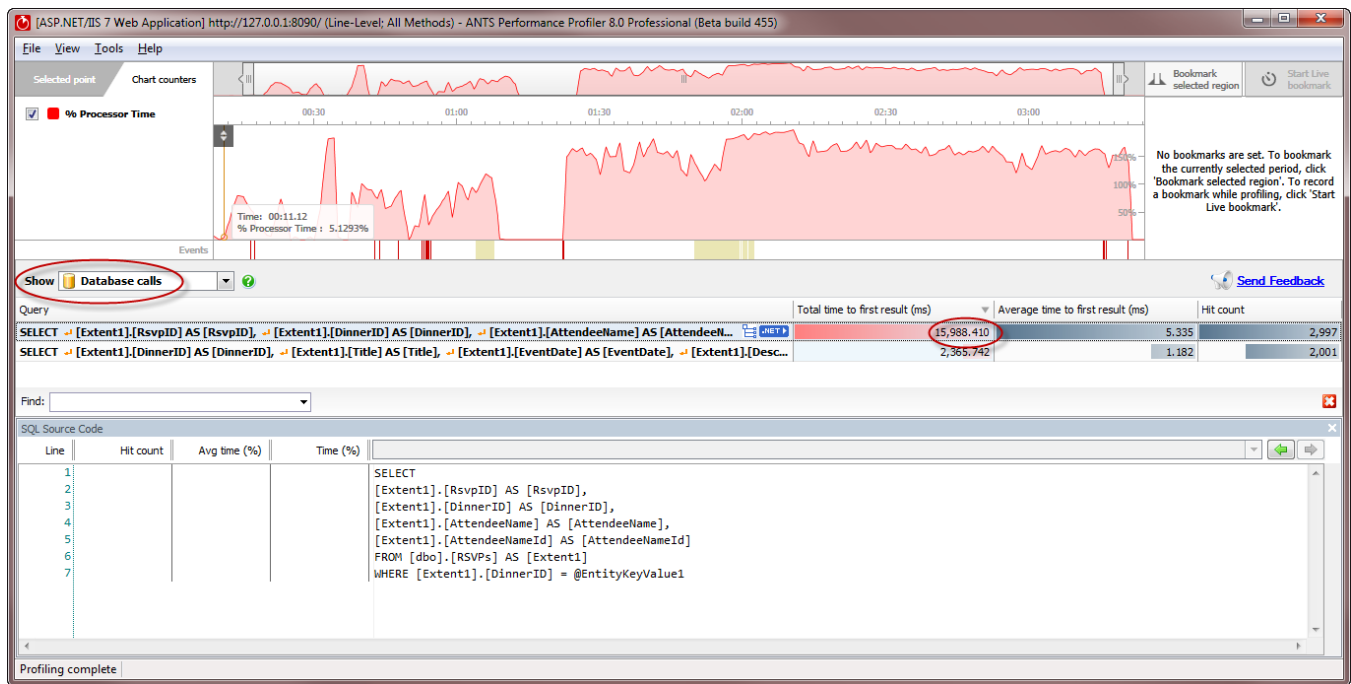 [ASP.NET/IIS 7 Web Application] http://127.0.0.1:8090/ (Line-Level; All Methods) - ANTS Performance Profiler 8.0 Professional (Beta build 455)
File View Tools Help
Selected point Chart counters
Bookmark selected region
Start Live bookmark
% Processor Time
00:30 01:00 01:30 02:00 02:30 03:00
150%
100%
50%
Time: 00:11.12
% Processor Time : 5.1293%
No bookmarks are set. To bookmark
the currently selected period, click
'Bookmark selected region'. To record
a bookmark while profiling, click 'Start
Live bookmark'.
Events
Show Database calls
Send Feedback
Query Total time to first result (ms) Average time to first result (ms) Hit count
SELECT [Extent1].[RsvpID] AS [RsvpID], [Extent1].[DinnerID] AS [DinnerID], [Extent1].[AttendeeName] AS [AttendeeN... .NET 15,988.410 5.335 2,997
SELECT [Extent1].[DinnerID] AS [DinnerID], [Extent1].[Title] AS [Title], [Extent1].[EventDate] AS [EventDate], [Extent1].[Desc... 2,365.742 1.182 2,001
Find:
SQL Source Code
Line Hit count Avg time (%) Time (%)
1 SELECT
2 [Extent1].[RsvpID] AS [RsvpID],
3 [Extent1].[DinnerID] AS [DinnerID],
4 [Extent1].[AttendeeName] AS [AttendeeName],
5 [Extent1].[AttendeeNameId] AS [AttendeeNameId]
6 FROM [dbo].[RSVPs] AS [Extent1]
7 WHERE [Extent1].[DinnerID] = @EntityKeyValue1
Profiling complete